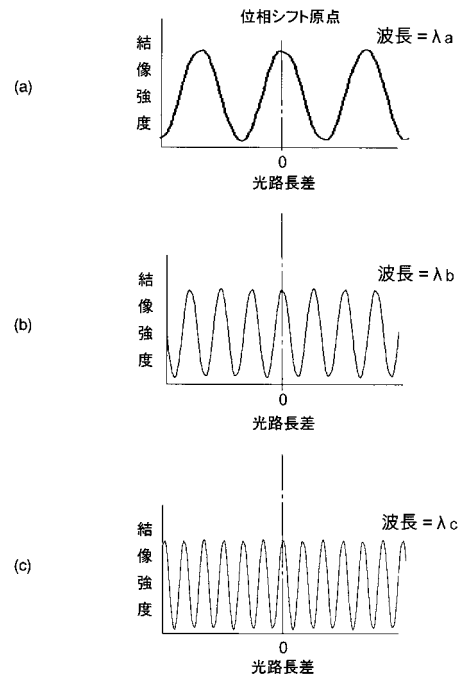 位相シフト原点
波長=λa
(a)
結像強度
0
光路長差
波長=λb
(b)
結像強度
0
光路長差
波長=λc
(c)
結像強度
0
光路長差